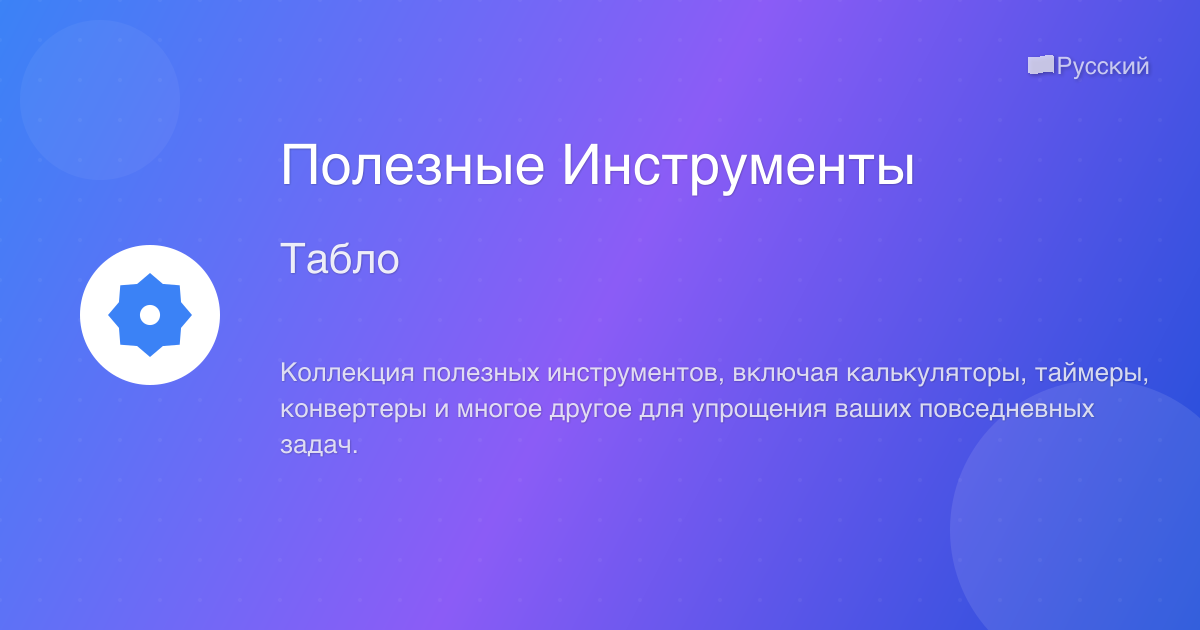 Русский
Полезные Инструменты
Табло
Коллекция полезных инструментов, включая калькуляторы, таймеры,
конвертеры и многое другое для упрощения ваших повседневных
задач.